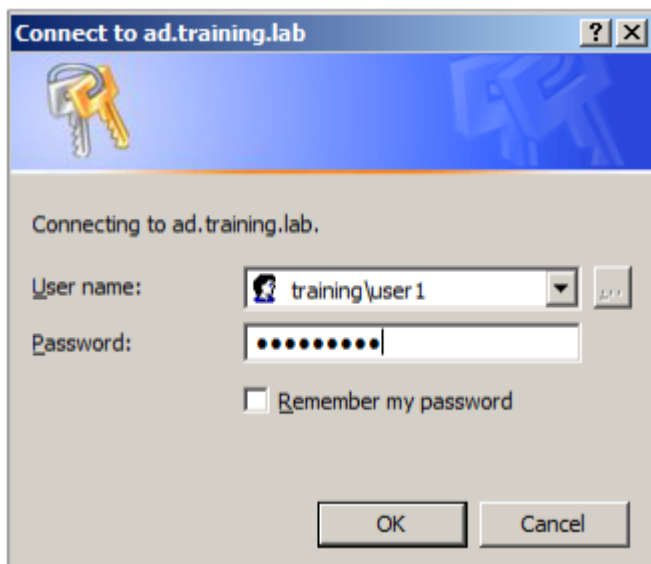 Connect to ad.training.lab
Connecting to ad.training.lab.
User name: training\user1
Password: •••••••••
Remember my password
OK Cancel